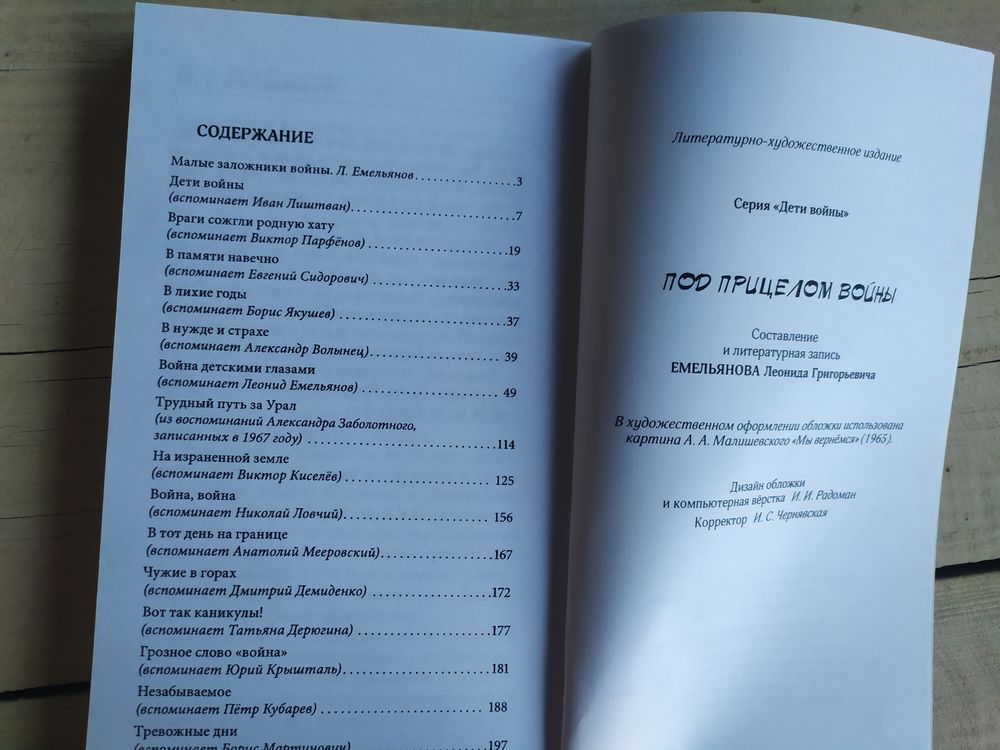 СОДЕРЖАНИЕ
Малые заложники войны. Л. Емельянов.................3
Дети войны
(вспоминает Иван Лиштван).........................7
Враги сожгли родную хату
(вспоминает Виктор Парфёнов) ......................19
В памяти навечно
(вспоминает Евгений Сидорович) ....................33
В лихие годы
(вспоминает Борис Якушев) .........................37
В нужде и страхе
(вспоминает Александр Волынец)................... 39
Война детскими глазами
(вспоминает Леонид Емельянов) .................... 49
Трудный путь за Урал
(из воспоминаний Александра Заболотного,
записанных в 1967 году) ...........................114
На израненной земле
(вспоминает Виктор Киселёв) ...................... 125
Война, война
(вспоминает Николай Ловчий)...................... 156
В тот день на границе
(вспоминает Анатолий Мееровский).................167
Чужие в горах
(вспоминает Дмитрий Демиденко) ..................172
Вот так каникулы!
(вспоминает Татьяна Дерюгина) ....................177
Грозное слово «война»
(вспоминает Юрий Крышталь)......................181
Незабываемое
(вспоминает Пётр Кубарев) ........................ 188
Тревожные дни
(вспоминает Борис Мартинович)....................197
Литературно-художественное издание
Серия «Дети войны»
ПОД ПРИЦЕЛОМ ВОЙНЫ
Составление
и литературная запись
ЕМЕЛЬЯНОВА Леонида Григорьевича
В художественном оформлении обложки использована
картина А. А. Малишевского «Мы вернёмся» (1965).
Дизайн обложки
и компьютерная вёрстка И. И. Радоман
Корректор И. С. Чернявская